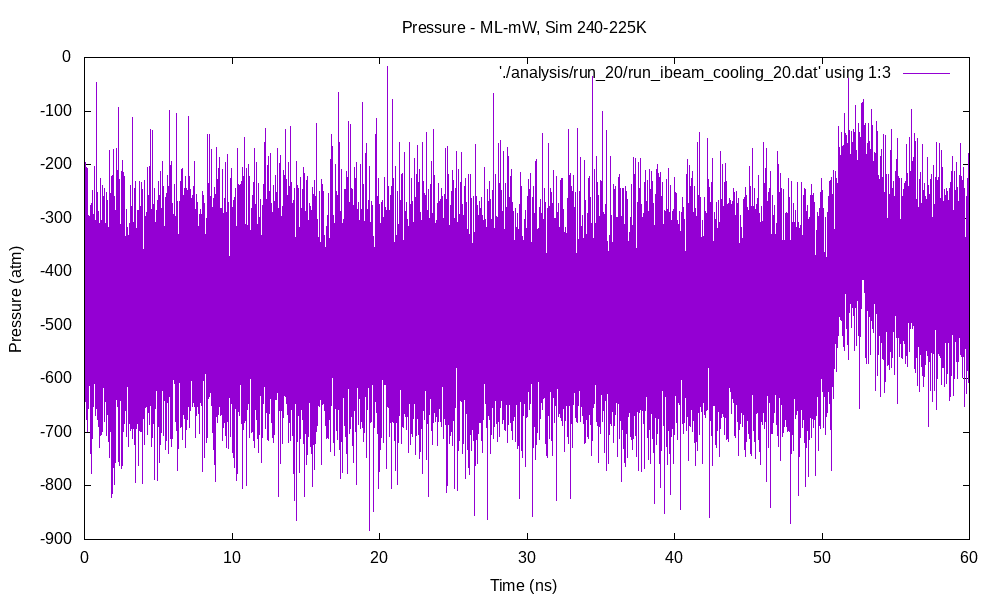 Pressure - ML-mW, Sim 240-225K
'./analysis/run_20/run_ibeam_cooling_20.dat' using 1:3
0
-100
-200
-300
-400
-500
-600
-700
-800
-900
Pressure (atm)
0 10 20 30 40 50 60
Time (ns)